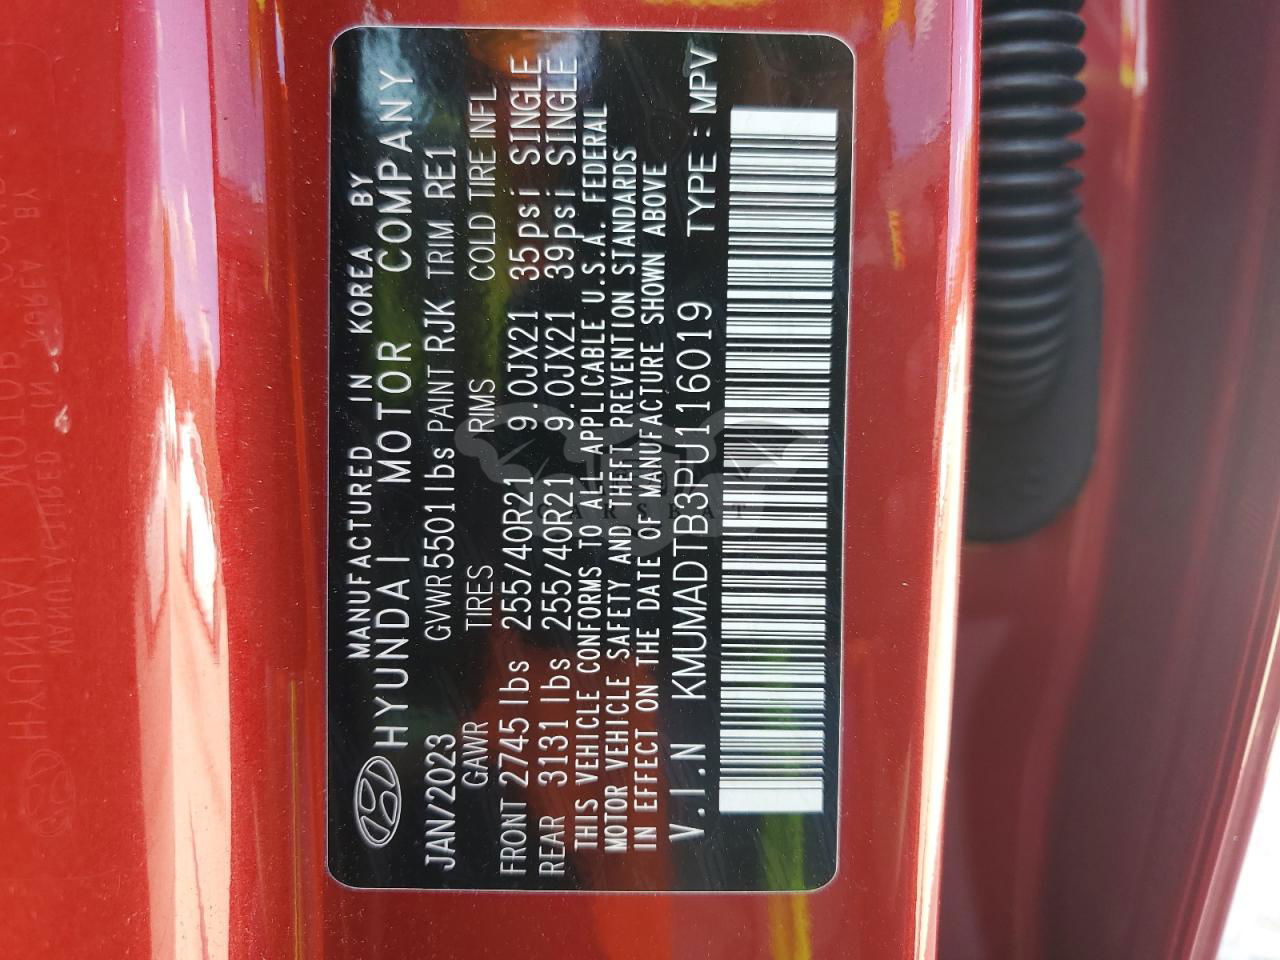 MANUFACTURED IN KOREA BY
HYUNDAI MOTOR COMPANY
JAN/2023 GVWR5501lbs PAINT RJK TRIM RE1
GAWR TIRES RIMS COLD TIRE INFL
FRONT 2745 lbs 255/40R21 9.0JX21 35psi SINGLE
REAR 3131 lbs 255/40R21 9.0JX21 39psi SINGLE
THIS VEHICLE CONFORMS TO ALL APPLICABLE U.S.A. FEDERAL
MOTOR VEHICLE SAFETY AND THEFT PREVENTION STANDARDS
IN EFFECT ON THE DATE OF MANUFACTURE SHOWN ABOVE
V.I.N KMUMADTB3PU116019 TYPE : MPV
CARSBAT